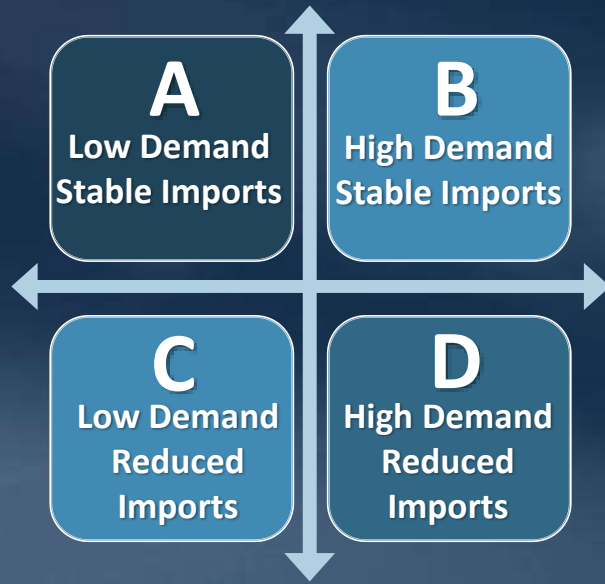 A
Low Demand
Stable Imports
B
High Demand
Stable Imports
C
Low Demand
Reduced
Imports
D
High Demand
Reduced
Imports